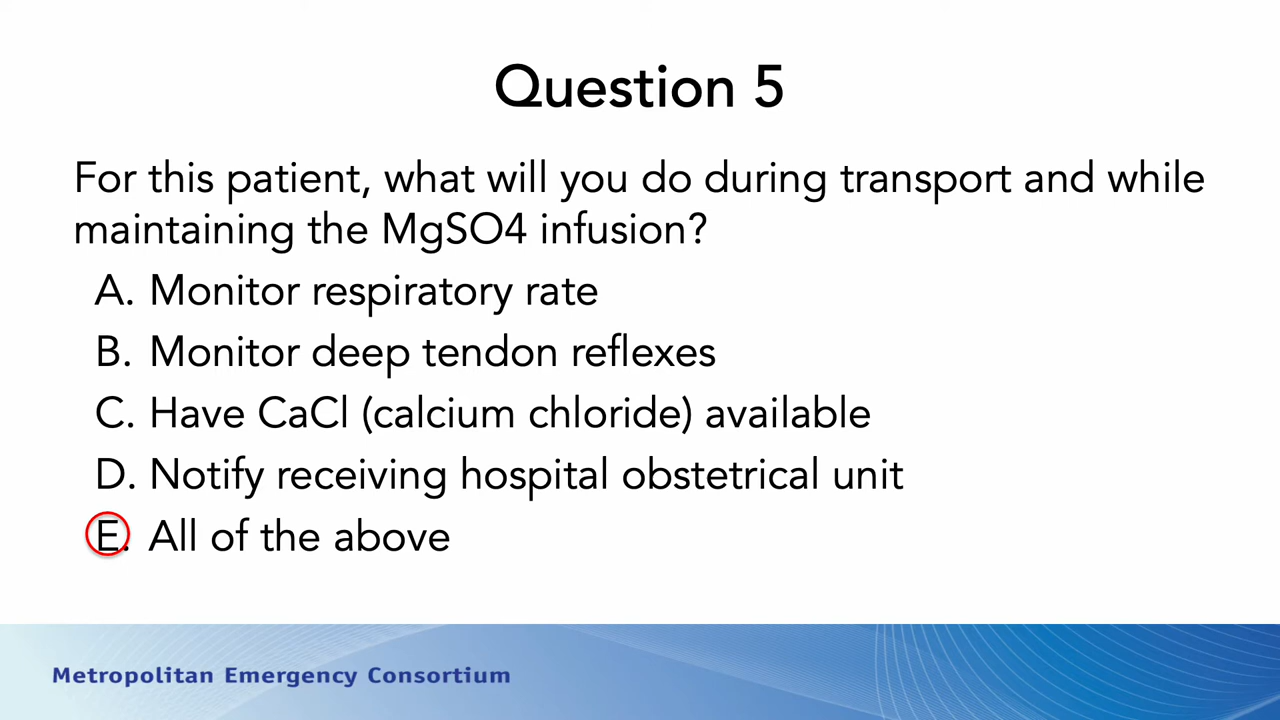 Question 5
For this patient, what will you do during transport and while
maintaining the MgSO4 infusion?
A. Monitor respiratory rate
B. Monitor deep tendon reflexes
C. Have CaCl (calcium chloride) available
D. Notify receiving hospital obstetrical unit
E. All of the above
Metropolitan Emergency Consortium